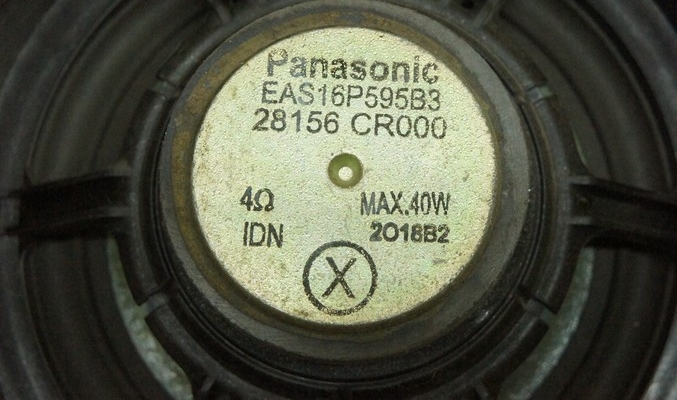 Panasonic
EAS16P595B3
28156 CR000
4Ω MAX.40W
IDN 2O18B2
X